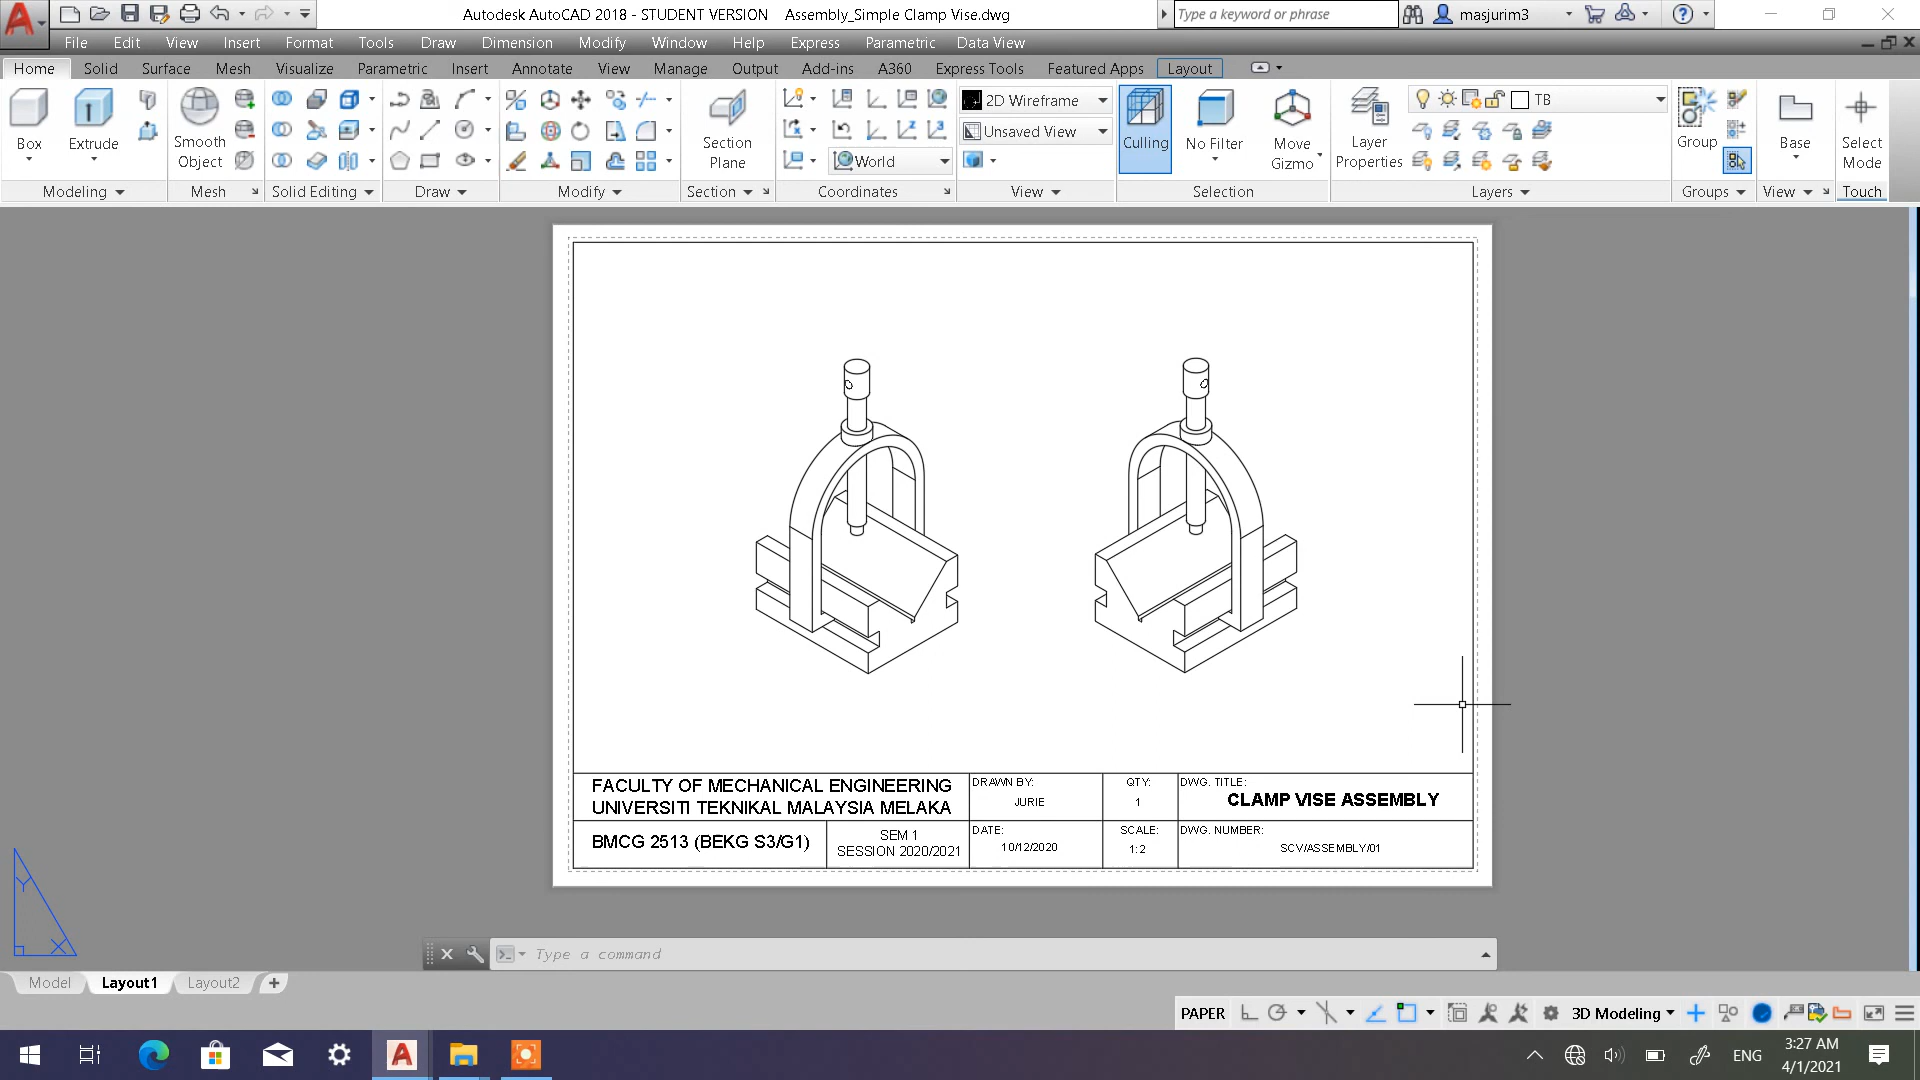 Autodesk AutoCAD 2018 - STUDENT VERSION Assembly_Simple Clamp Vise.dwg
Type a keyword or phrase
masjurim3
File Edit View Insert Format Tools Draw Dimension Modify Window Help Express Parametric Data View
Home Solid Surface Mesh Visualize Parametric Insert Annotate View Manage Output Add-ins A360 Express Tools Featured Apps Layout
Box
Extrude
Smooth
Object
Section
Plane
World
2D Wireframe
Unsaved View
Culling
No Filter
Move
Gizmo
Layer
Properties
TB
Group
Base
Select
Mode
Modeling
Mesh
Solid Editing
Draw
Modify
Section
Coordinates
View
Selection
Layers
Groups
View
Touch
FACULTY OF MECHANICAL ENGINEERING
UNIVERSITI TEKNIKAL MALAYSIA MELAKA
DRAWN BY:
JURIE
QTY:
1
DWG. TITLE:
CLAMP VISE ASSEMBLY
BMCG 2513 (BEKG S3/G1)
SEM 1
SESSION 2020/2021
DATE:
10/12/2020
SCALE:
1:2
DWG. NUMBER:
SCV/ASSEMBLY/01
Y
X
Type a command
Model Layout1 Layout2
PAPER
3D Modeling
ENG
3:27 AM
4/1/2021